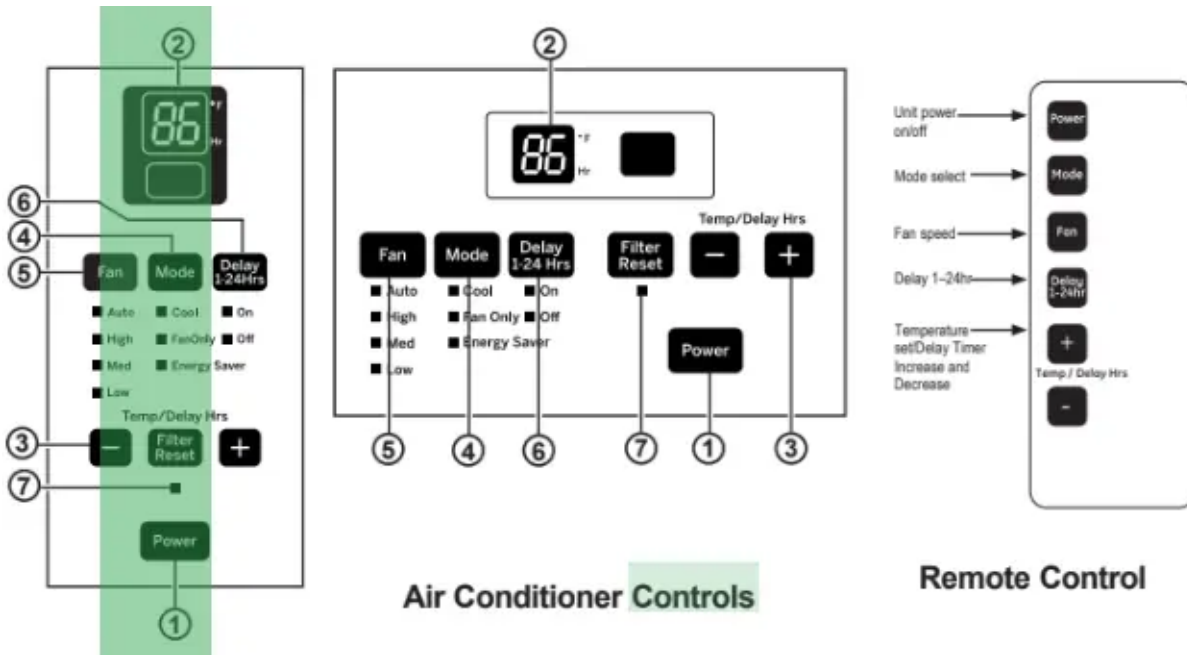 ②
86
°F
Hr
⑥
④
⑤
Fan
Mode
Delay
1-24Hrs
Auto
Cool
On
High
FanOnly
Off
Med
Energy Saver
Low
Temp/Delay Hrs
③
−
Filter
Reset
+
⑦
Power
①
②
86
°F
Hr
Temp/Delay Hrs
Fan
Mode
Delay
1-24 Hrs
Filter
Reset
−
+
Auto
Cool
On
High
Fan Only
Off
Med
Energy Saver
Low
Power
⑤
④
⑥
⑦
①
③
Air Conditioner Controls
Unit power
on/off
Power
Mode select
Mode
Fan speed
Fan
Delay 1–24hr
Delay
1–24hr
Temperature
set/Delay Timer
Increase and
Decrease
+
Temp / Delay Hrs
-
Remote Control